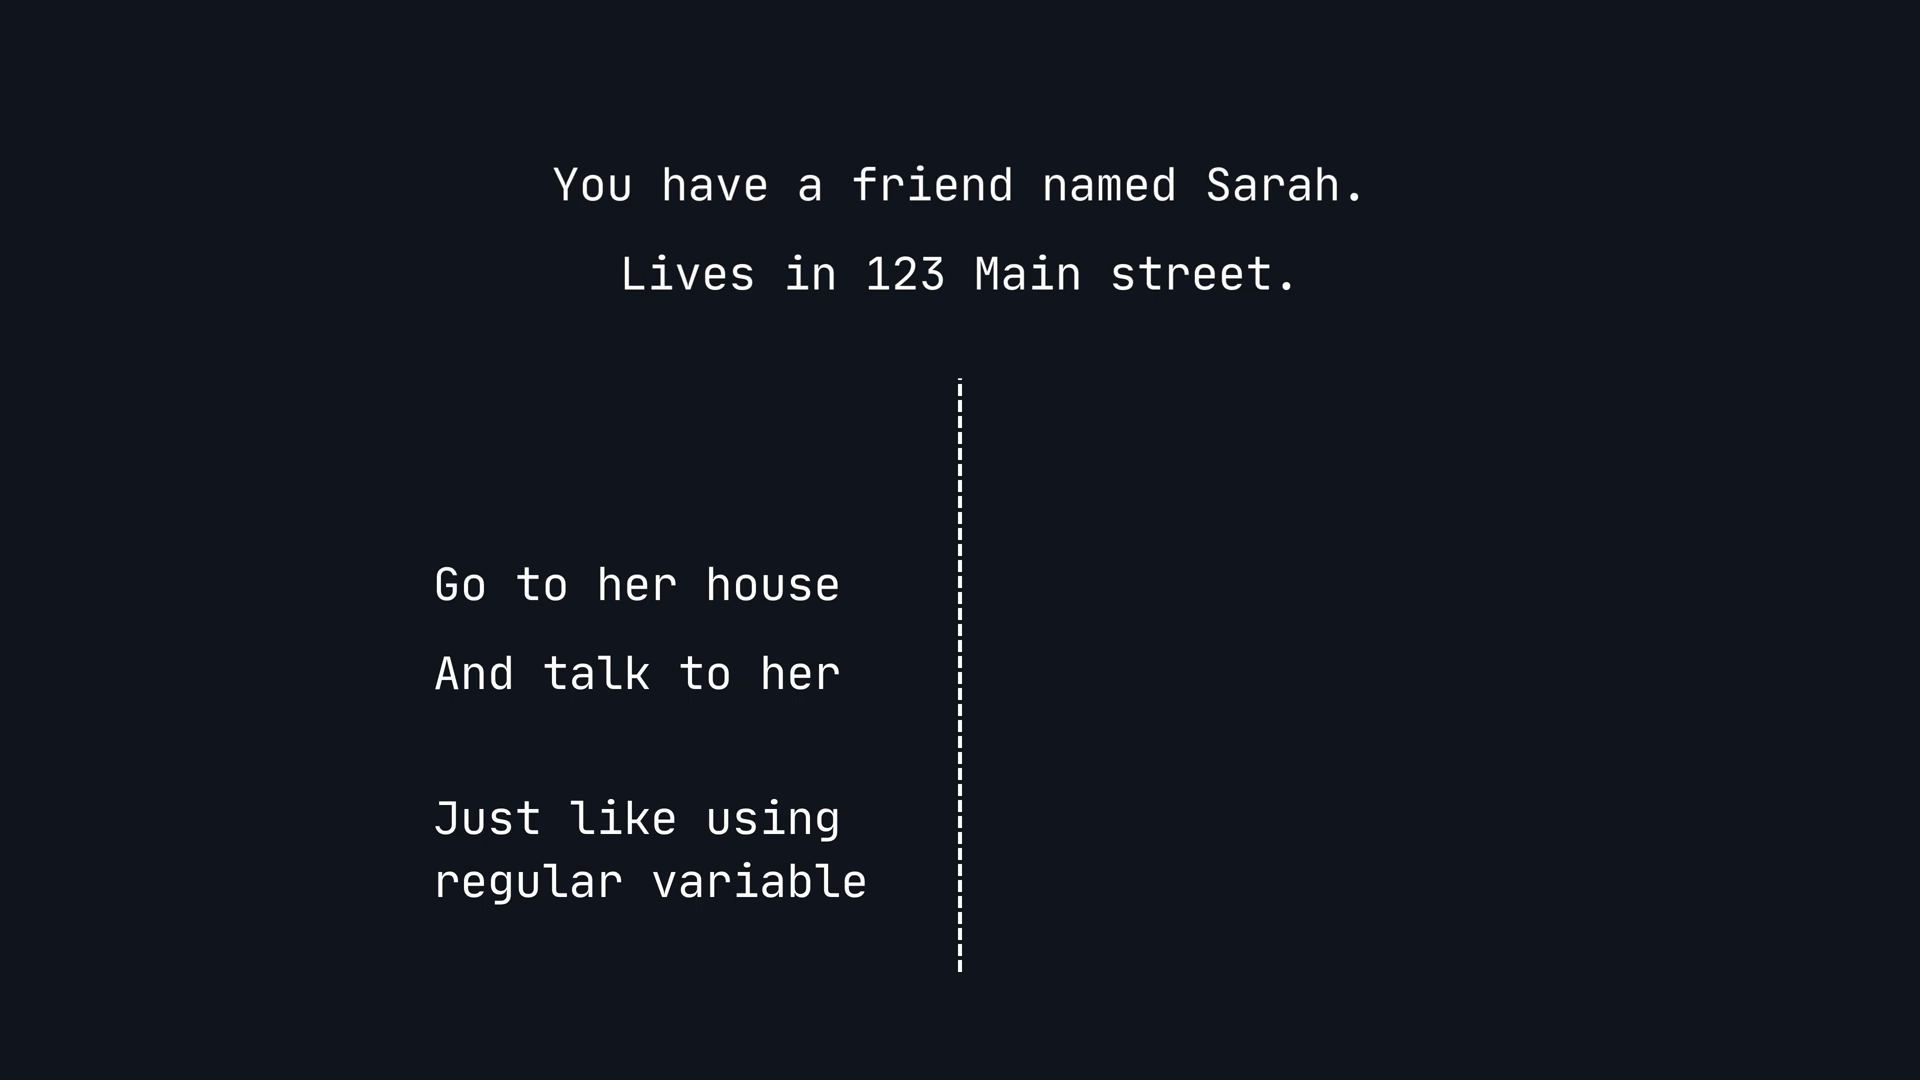 You have a friend named Sarah.
Lives in 123 Main street.
Go to her house
And talk to her
Just like using
regular variable